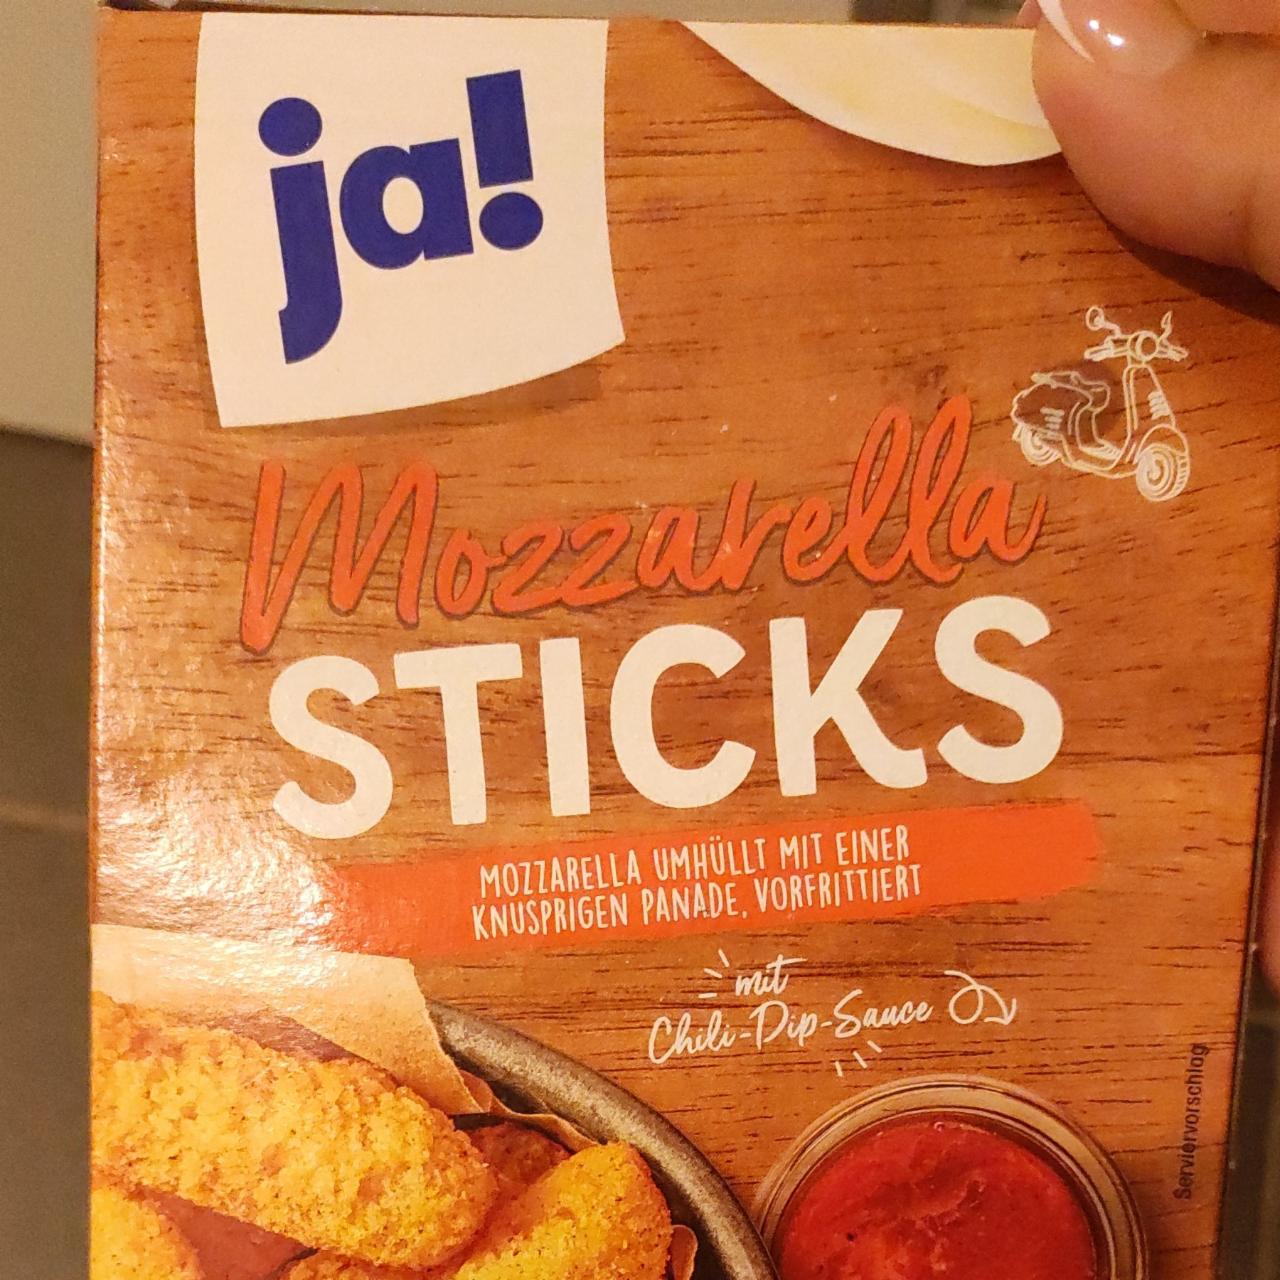 ja!
Mozzarella
STICKS
MOZZARELLA UMHÜLLT MIT EINER
KNUSPRIGEN PANADE, VORFRITTIERT
mit
Chili-Dip-Sauce
Serviervorschlag